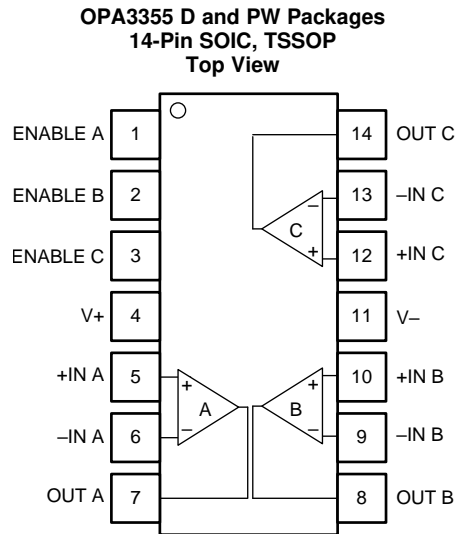 OPA3355 D and PW Packages
14-Pin SOIC, TSSOP
Top View
ENABLE A 1 14 OUT C
ENABLE B 2 13 –IN C
ENABLE C 3 12 +IN C
– C +
V+ 4 11 V–
+IN A 5 10 +IN B
+ A – + B –
–IN A 6 9 –IN B
OUT A 7 8 OUT B